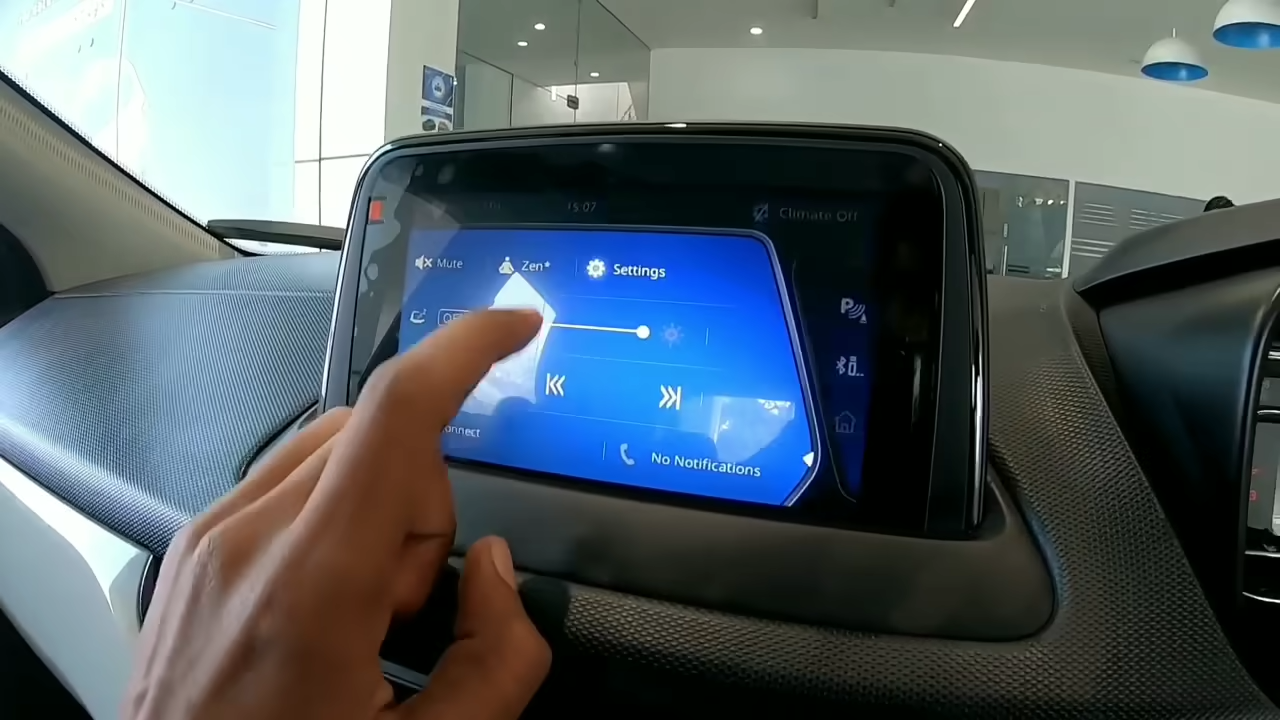 15:07
Climate Off
Mute
Zen*
Settings
onnect
No Notifications